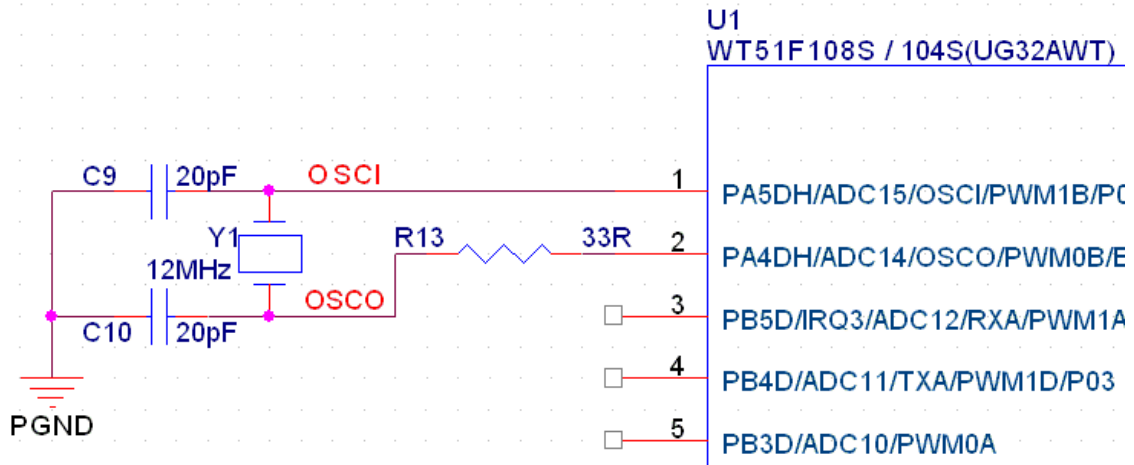 U1
WT51F108S / 104S(UG32AWT)
C9 20pF OSCI 1 PA5DH/ADC15/OSCI/PWM1B/P0
Y1 R13 33R 2 PA4DH/ADC14/OSCO/PWM0B/E
12MHz
OSCO 3 PB5D/IRQ3/ADC12/RXA/PWM1A
C10 20pF
4 PB4D/ADC11/TXA/PWM1D/P03
PGND 5 PB3D/ADC10/PWM0A